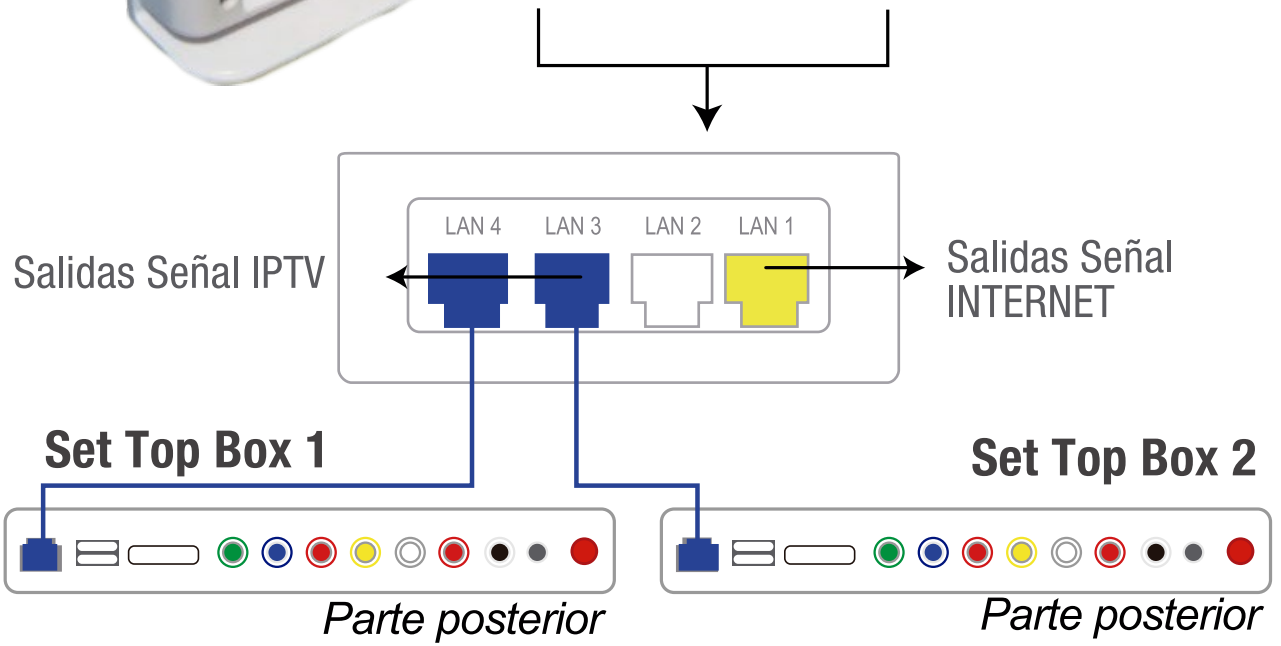 LAN 4
LAN 3
LAN 2
LAN 1
Salidas Señal IPTV
Salidas Señal
INTERNET
Set Top Box 1
Set Top Box 2
Parte posterior
Parte posterior